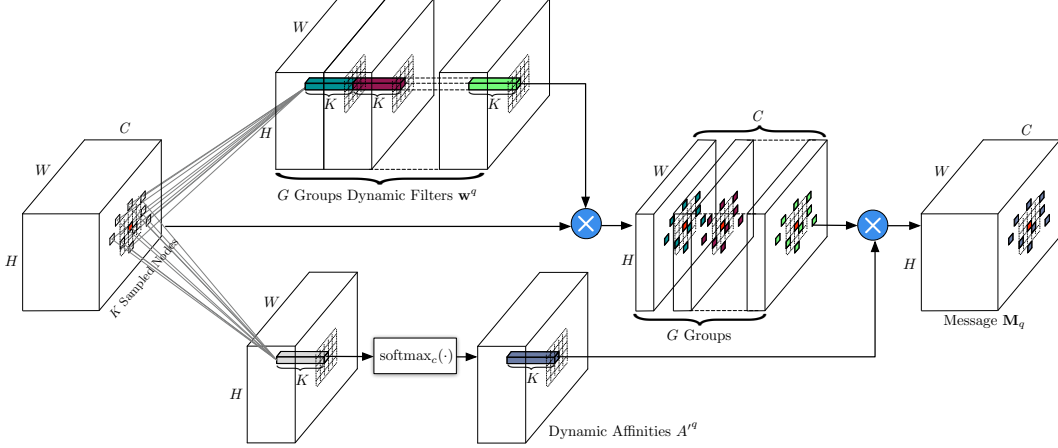 W
K
K
K
H
G Groups Dynamic Filters w^q
C
W
H
K Sampled Nodes
C
W
H
G Groups
C
W
H
Message M_q
W
H
K
softmax_c(·)
K
Dynamic Affinities A'^q